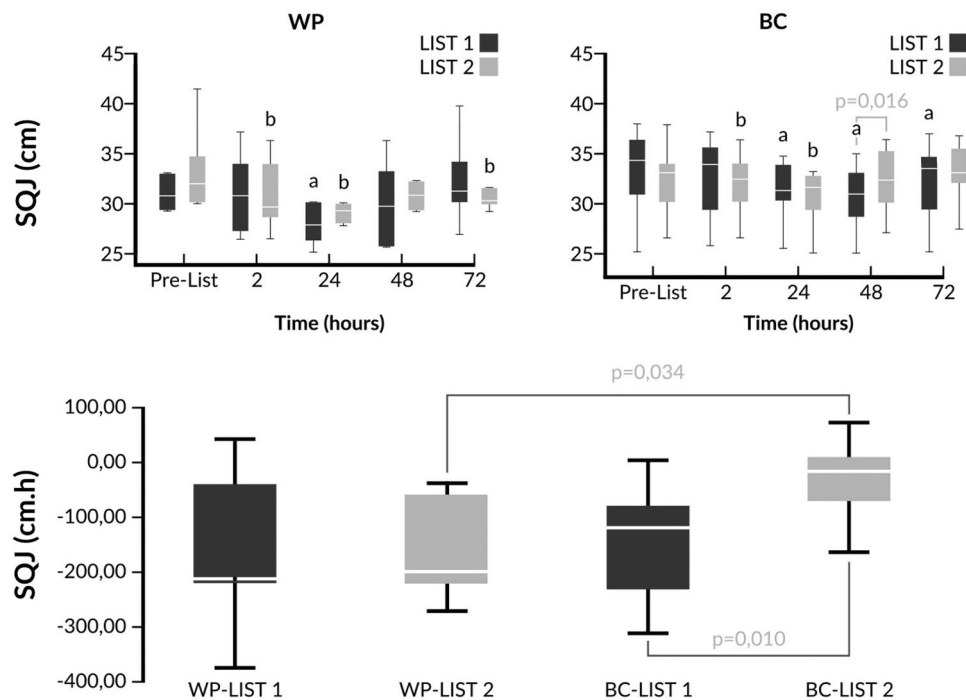 WP
LIST 1
LIST 2
SQJ (cm)
45
40
35
30
25
b
a
b
b
Pre-List 2 24 48 72
Time (hours)
BC
LIST 1
LIST 2
SQJ (cm)
45
40
35
30
25
p=0,016
b
a
b
a
a
Pre-List 2 24 48 72
Time (hours)
SQJ (cm.h)
100,00
0,00
-100,00
-200,00
-300,00
-400,00
p=0,034
p=0,010
WP-LIST 1 WP-LIST 2 BC-LIST 1 BC-LIST 2